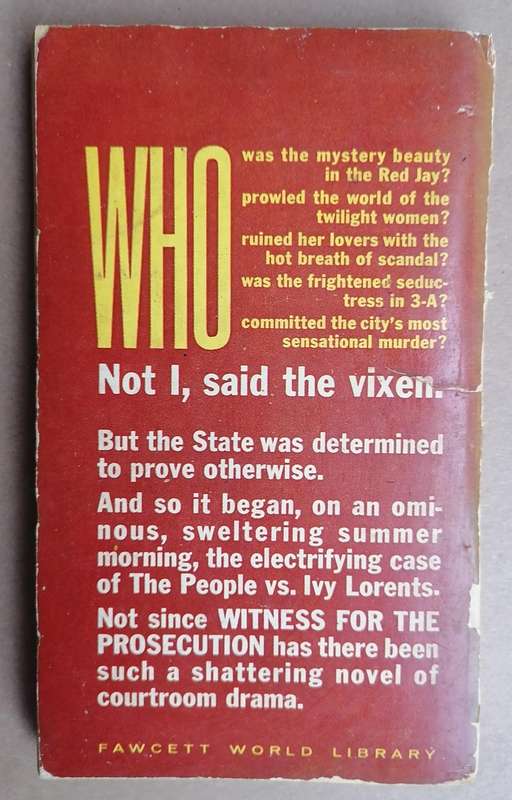 WHO
was the mystery beauty
in the Red Jay?
prowled the world of the
twilight women?
ruined her lovers with the
hot breath of scandal?
was the frightened seduc-
tress in 3-A?
committed the city's most
sensational murder?
Not I, said the vixen.
But the State was determined
to prove otherwise.
And so it began, on an omi-
nous, sweltering summer
morning, the electrifying case
of The People vs. Ivy Lorents.
Not since WITNESS FOR THE
PROSECUTION has there been
such a shattering novel of
courtroom drama.
FAWCETT WORLD LIBRARY